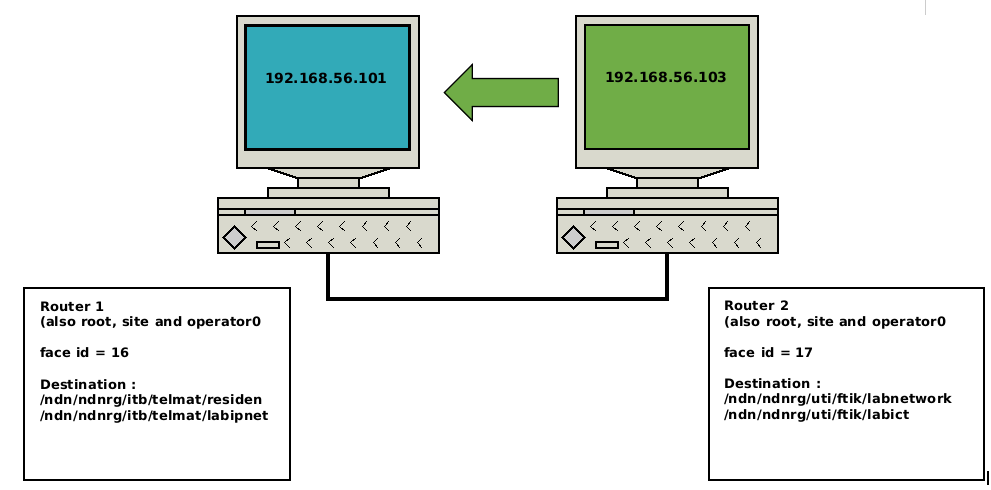 192.168.56.101
192.168.56.103
Router 1
(also root, site and operator0
face id = 16
Destination :
/ndn/ndnrg/itb/telmat/residen
/ndn/ndnrg/itb/telmat/labipnet
Router 2
(also root, site and operator0
face id = 17
Destination :
/ndn/ndnrg/uti/ftik/labnetwork
/ndn/ndnrg/uti/ftik/labict